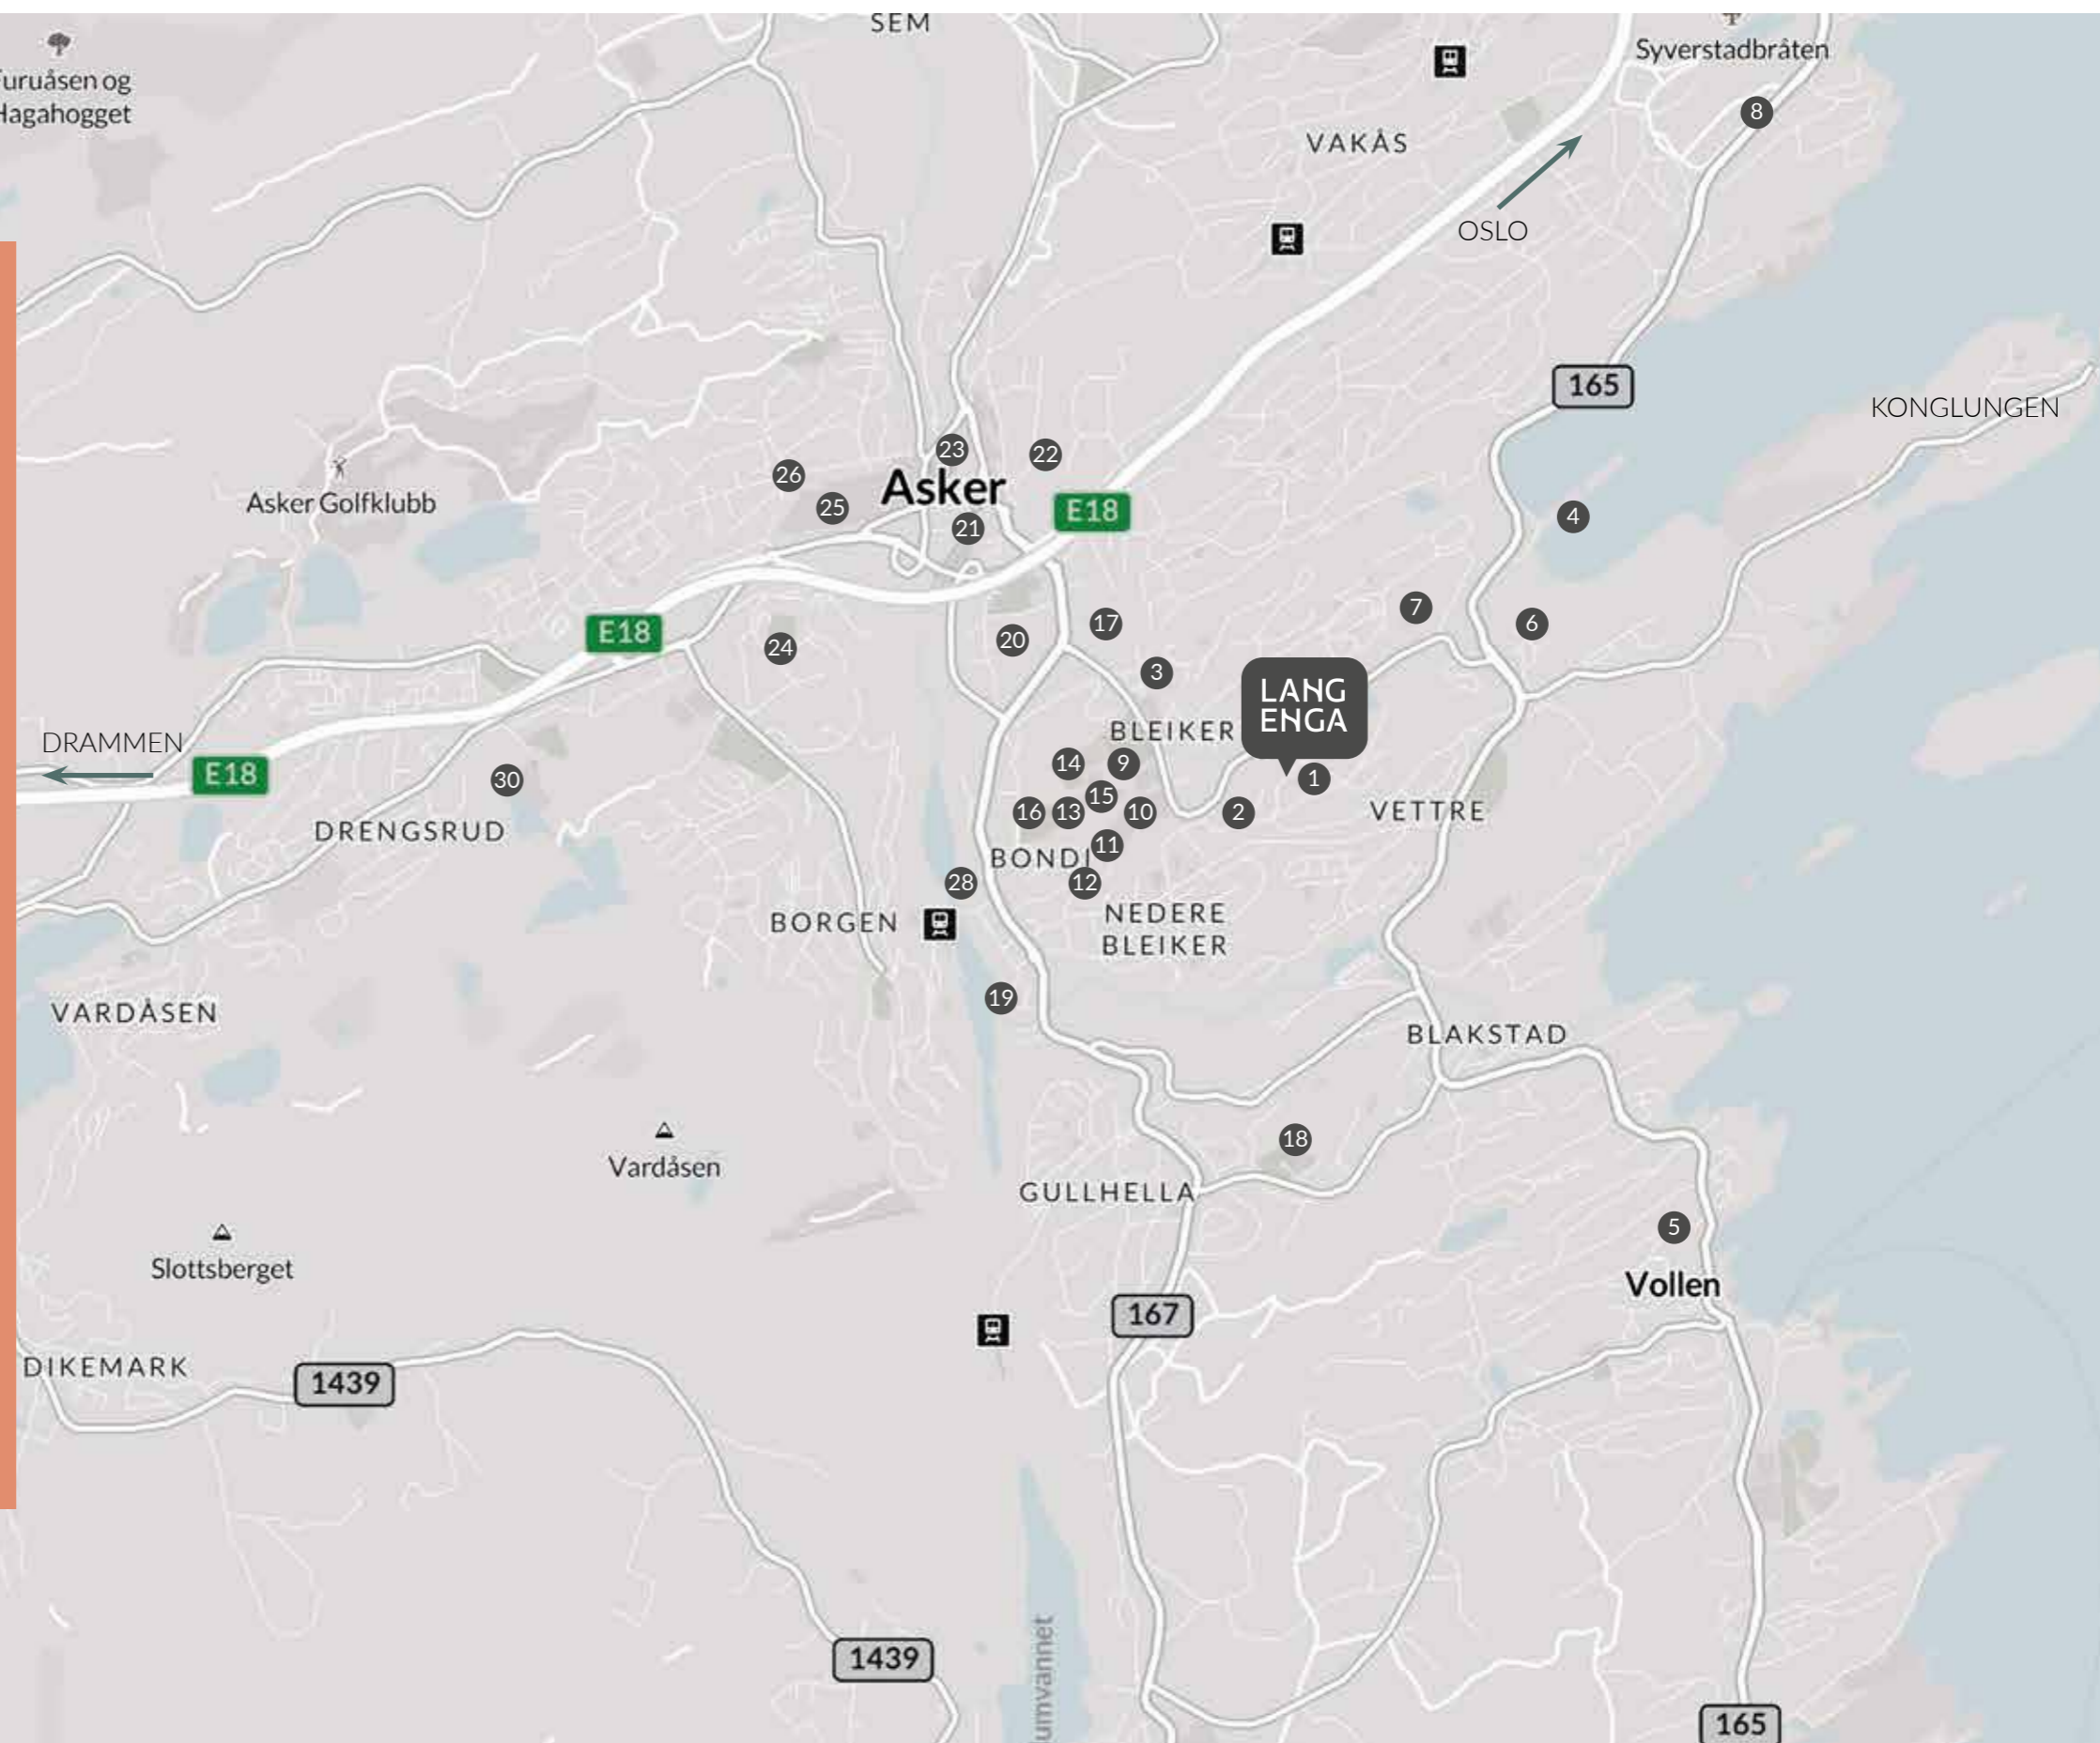 SEM
Syverstadbråten
uruåsen og
Hagahogget
8
VAKÅS
OSLO
165
KONGLUNGEN
23
22
26
Asker
Asker Golfklubb
25
E18
4
21
7
17
6
E18
20
24
3
LANG
ENGA
BLEIKER
DRAMMEN
14
9
E18
30
1
15
16
13
10
2
VETTRE
DRENGSRUD
11
BONDI
28
12
NEDERE
BLEIKER
BORGEN
19
VARDÅSEN
BLAKSTAD
18
Vardåsen
GULLHELLA
5
Slottsberget
Vollen
167
DIKEMARK
1439
1439
umvannet
165